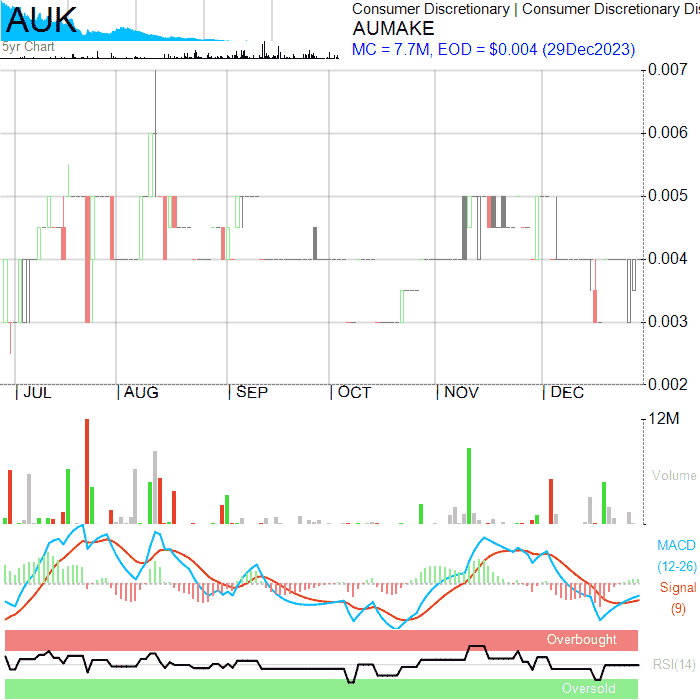 AUK
5yr Chart
Consumer Discretionary | Consumer Discretionary Dis
AUMAKE
MC = 7.7M, EOD = $0.004 (29Dec2023)
0.007
0.006
0.005
0.004
0.003
0.002
JUL AUG SEP OCT NOV DEC
12M
Volume
MACD
(12-26)
Signal
(9)
Overbought
RSI(14)
Oversold